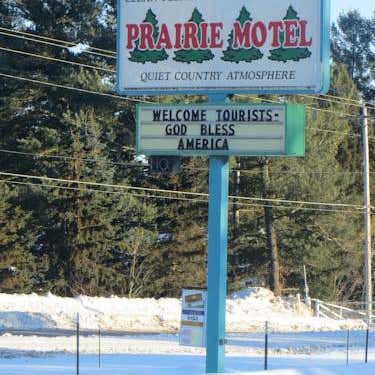 PRAIRIE MOTEL
QUIET COUNTRY ATMOSPHERE
WELCOME TOURISTS-
GOD BLESS
AMERICA